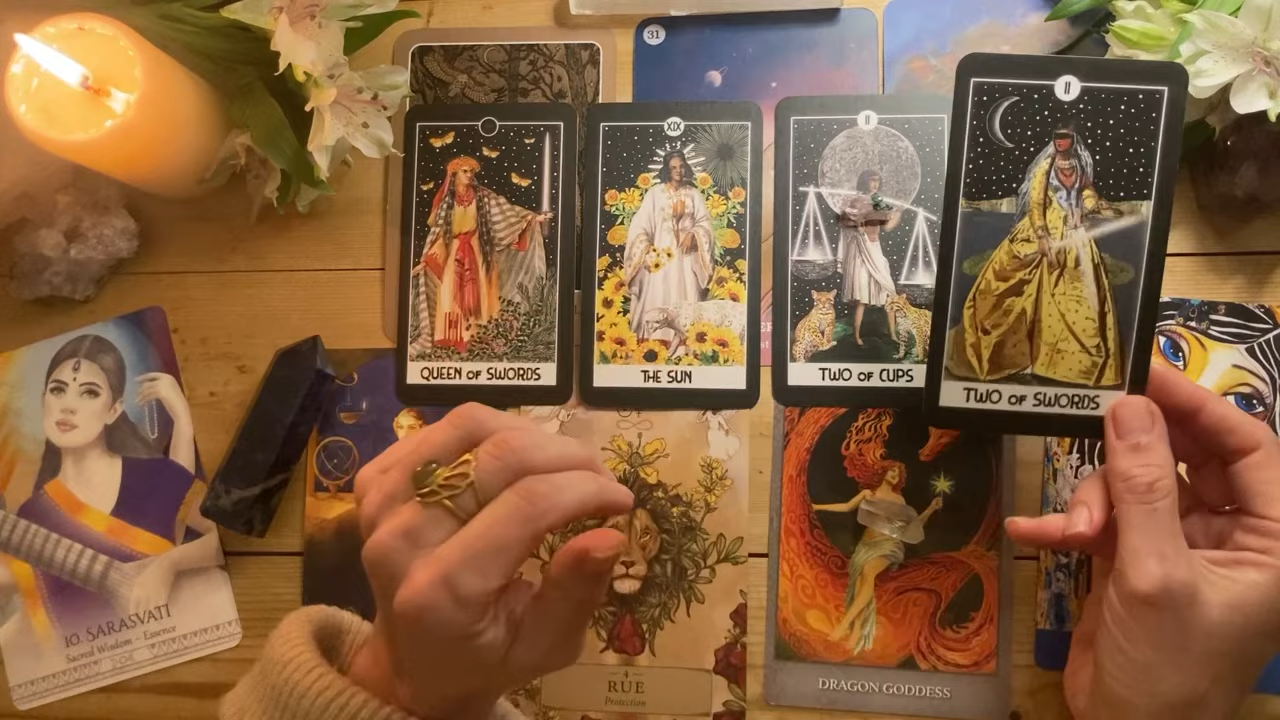 31
XIX
II
II
QUEEN OF SWORDS
THE SUN
TWO OF CUPS
TWO OF SWORDS
10. SARASVATI
Sacred Wisdom - Essence
4
RUE
Protection
DRAGON GODDESS